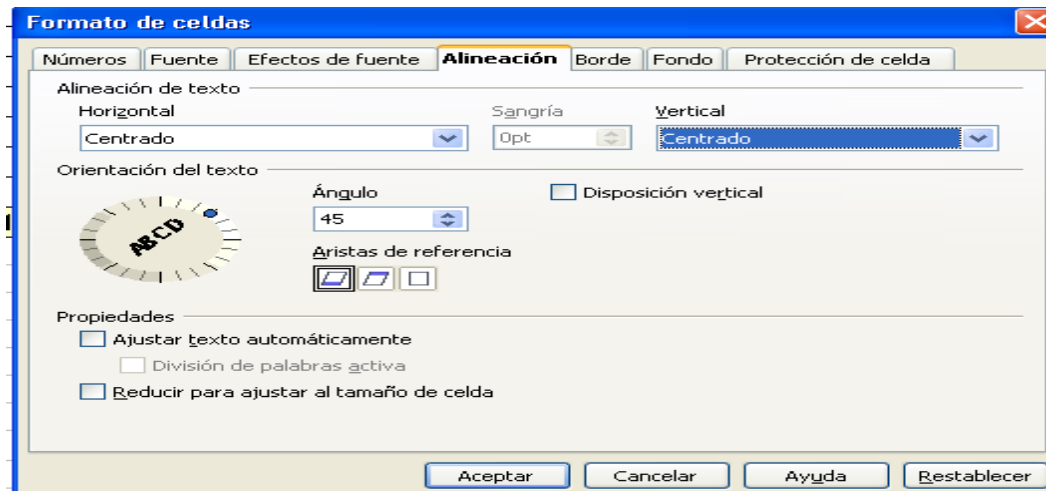 Formato de celdas
Números Fuente Efectos de fuente Alineación Borde Fondo Protección de celda
Alineación de texto
Horizontal Sangría Vertical
Centrado 0pt Centrado
Orientación del texto
Ángulo Disposición vertical
45
ABCD
Aristas de referencia
Propiedades
Ajustar texto automáticamente
División de palabras activa
Reducir para ajustar al tamaño de celda
Aceptar Cancelar Ayuda Restablecer